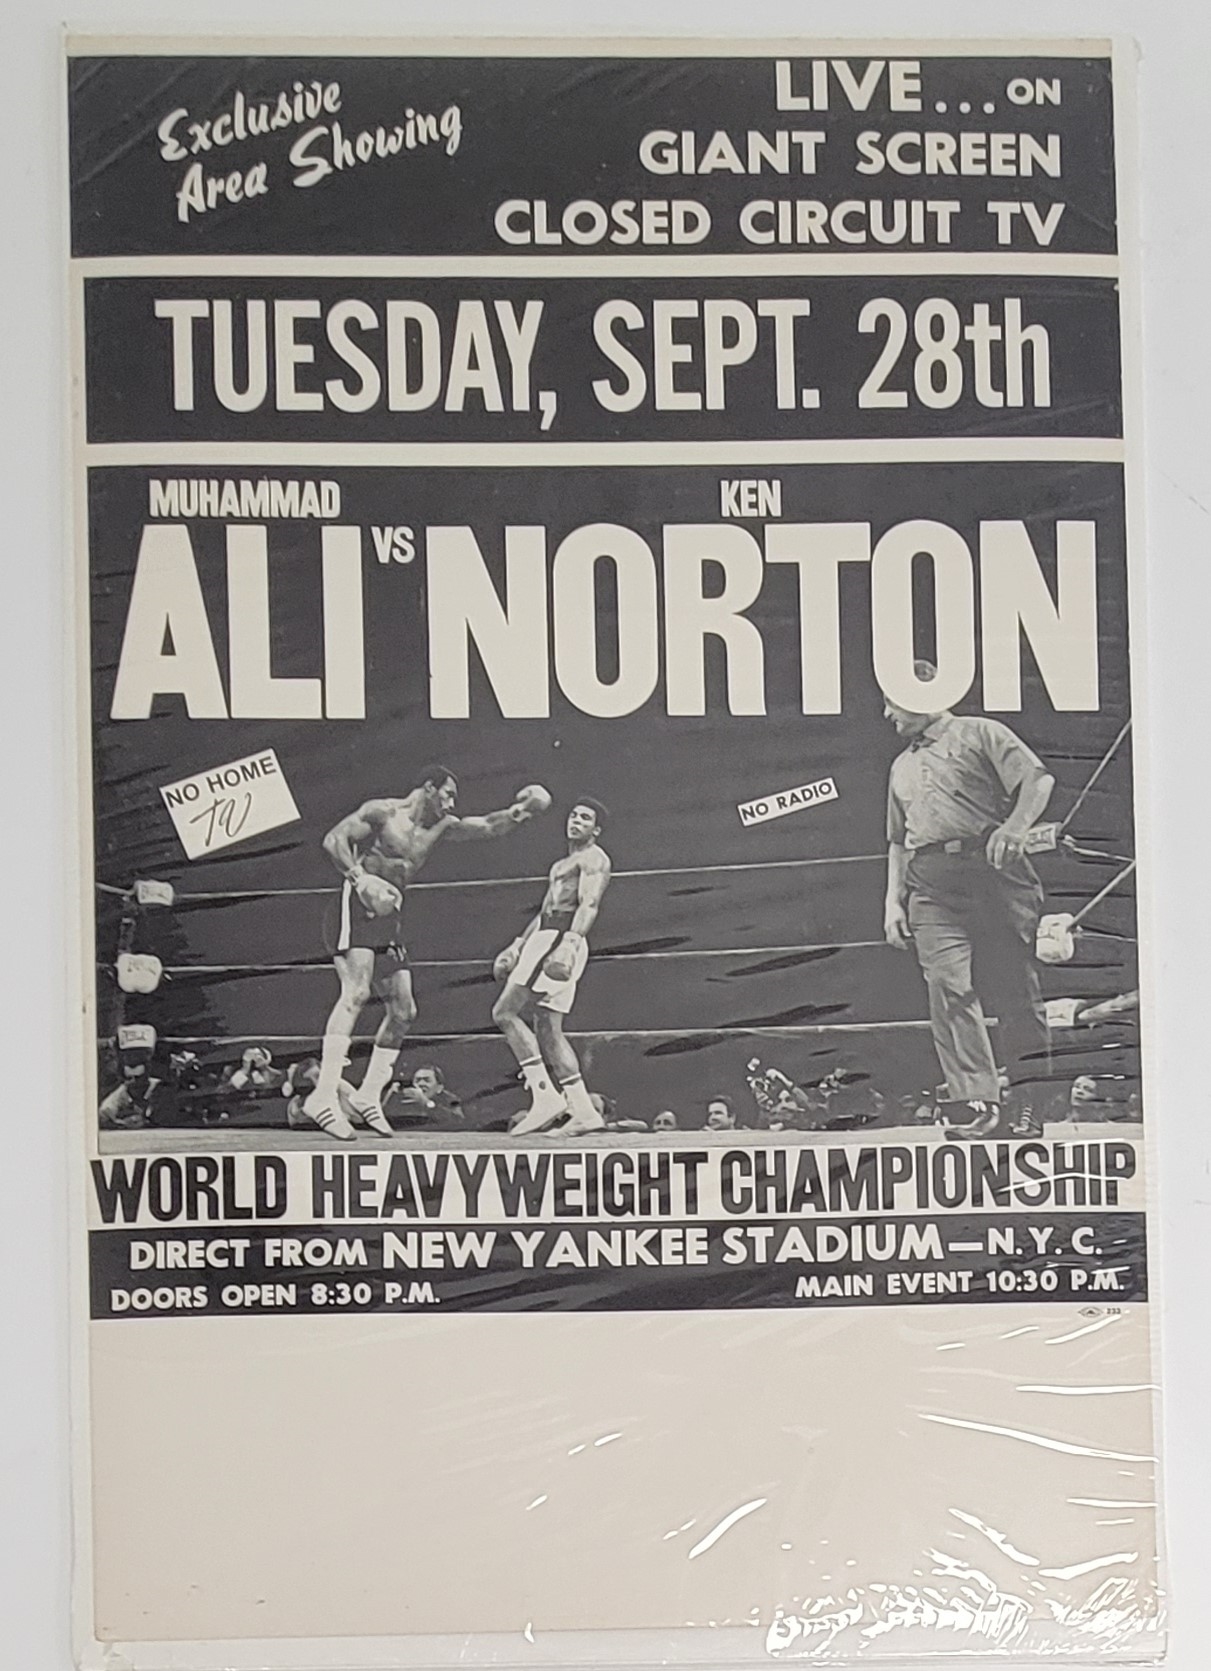 Exclusive
Area Showing
LIVE...ON
GIANT SCREEN
CLOSED CIRCUIT TV
TUESDAY, SEPT. 28th
MUHAMMAD
ALI
VS
KEN
NORTON
NO HOME
TV
NO RADIO
WORLD HEAVYWEIGHT CHAMPIONSHIP
DIRECT FROM NEW YANKEE STADIUM—N.Y.C.
DOORS OPEN 8:30 P.M.
MAIN EVENT 10:30 P.M.